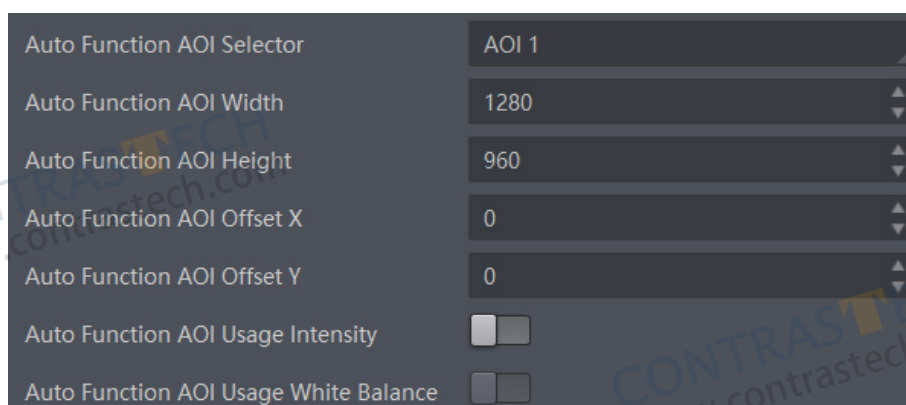 Auto Function AOI Selector AOI 1
Auto Function AOI Width 1280
Auto Function AOI Height 960
Auto Function AOI Offset X 0
Auto Function AOI Offset Y 0
Auto Function AOI Usage Intensity
Auto Function AOI Usage White Balance
CONTRASTECH
contrastech.com